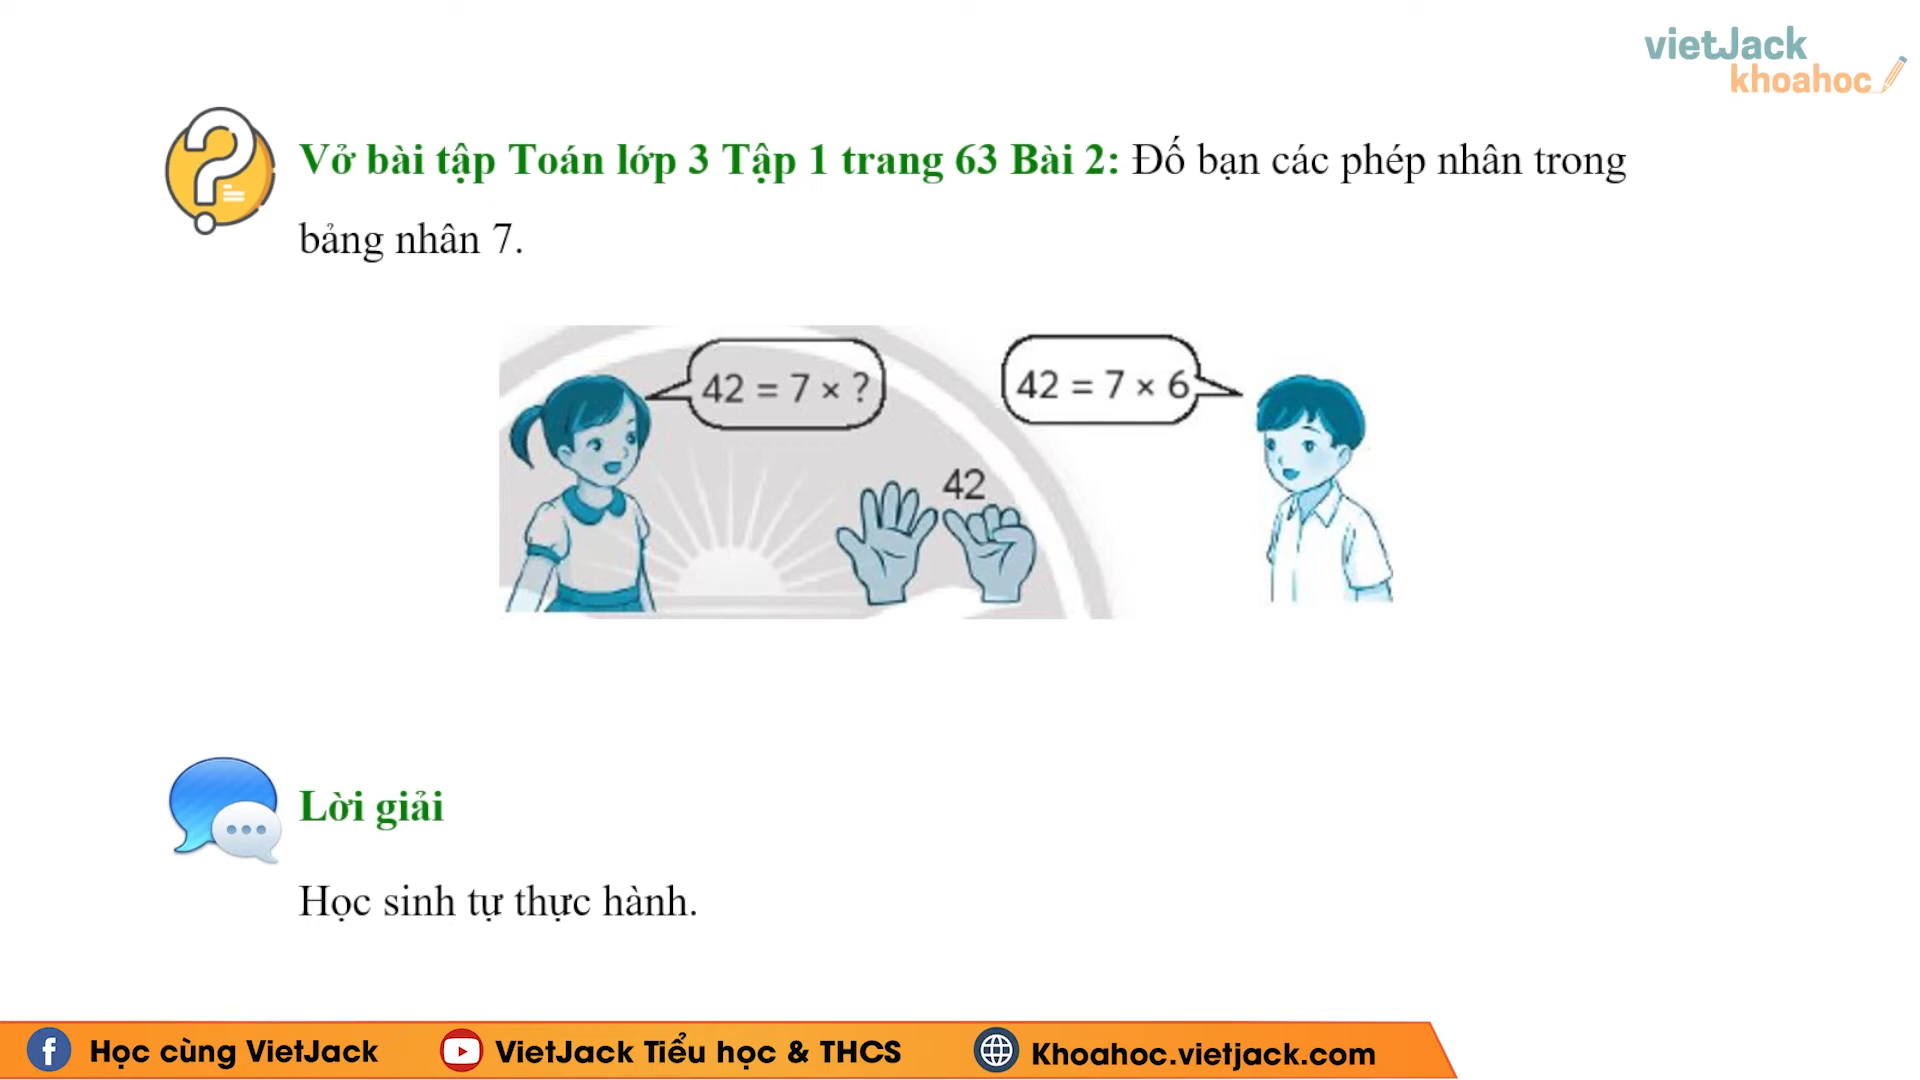 vietJack
khoahoc
Vở bài tập Toán lớp 3 Tập 1 trang 63 Bài 2: Đố bạn các phép nhân trong
bảng nhân 7.
42 = 7 × ?
42 = 7 × 6
42
Lời giải
Học sinh tự thực hành.
Học cùng VietJack
VietJack Tiểu học & THCS
Khoahoc.vietjack.com